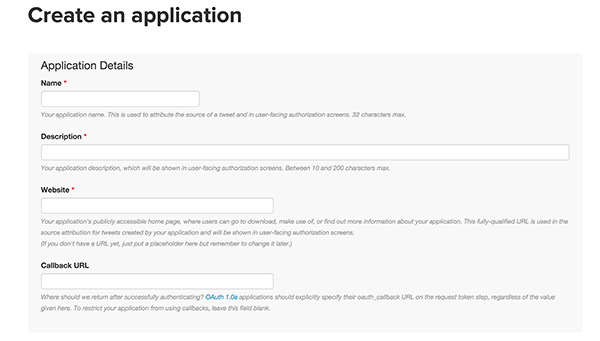 Create an application
Application Details
Name *
Your application name. This is used to attribute the source of a tweet and in user-facing authorization screens. 32 characters max.
Description *
Your application description, which will be shown in user-facing authorization screens. Between 10 and 200 characters max.
Website *
Your application's publicly accessible home page, where users can go to download, make use of, or find out more information about your application. This fully-qualified URL is used in the
source attribution for tweets created by your application and will be shown in user-facing authorization screens.
(If you don't have a URL yet, just put a placeholder here but remember to change it later.)
Callback URL
Where should we return after successfully authenticating? OAuth 1.0a applications should explicitly specify their oauth_callback URL on the request token step, regardless of the value
given here. To restrict your application from using callbacks, leave this field blank.